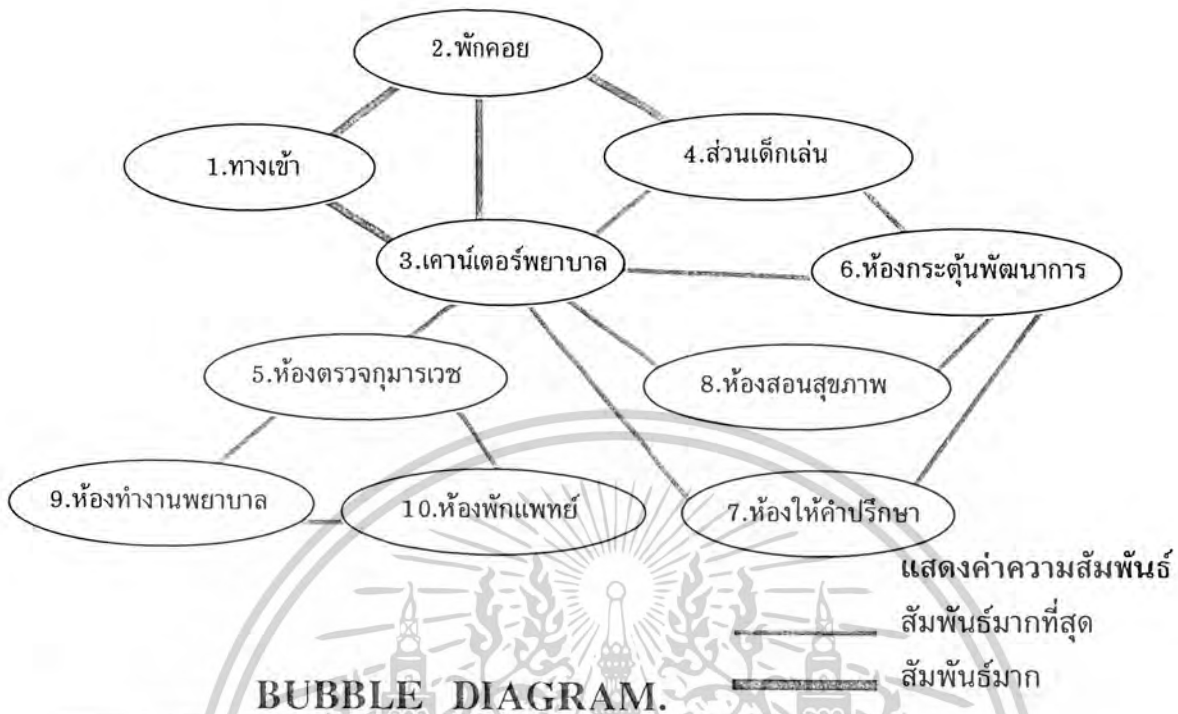 2.พักคอย
1.ทางเข้า
4.ส่วนเด็กเล่น
3.เคาน์เตอร์พยาบาล
6.ห้องกระตุ้นพัฒนาการ
5.ห้องตรวจกุมารเวช
8.ห้องสอนสุขภาพ
9.ห้องทำงานพยาบาล
10.ห้องพักแพทย์
7.ห้องให้คำปรึกษา
แสดงค่าความสัมพันธ์
สัมพันธ์มากที่สุด
สัมพันธ์มาก
BUBBLE DIAGRAM.